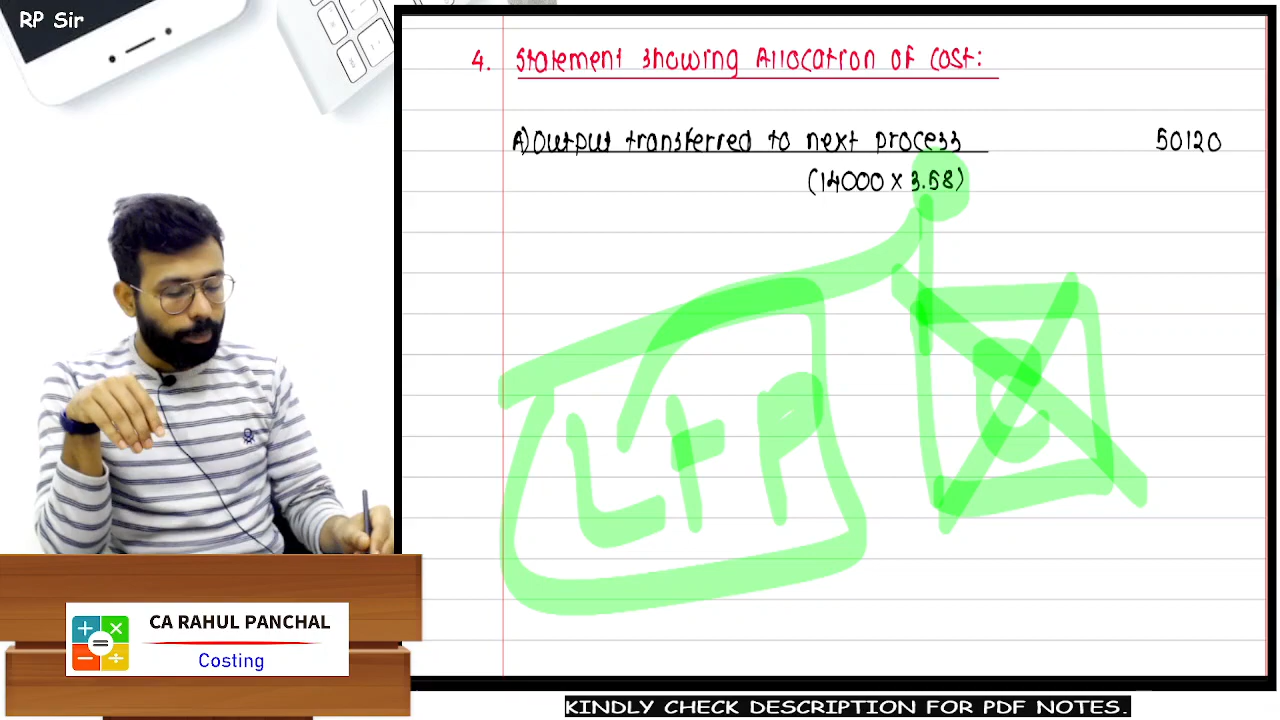 RP Sir
4. Statement showing Allocation of Cost:
A) Output transferred to next process 50120
(14000 × 3.58)
L F P
C
+ ×
=
− ÷
CA RAHUL PANCHAL
Costing
KINDLY CHECK DESCRIPTION FOR PDF NOTES.